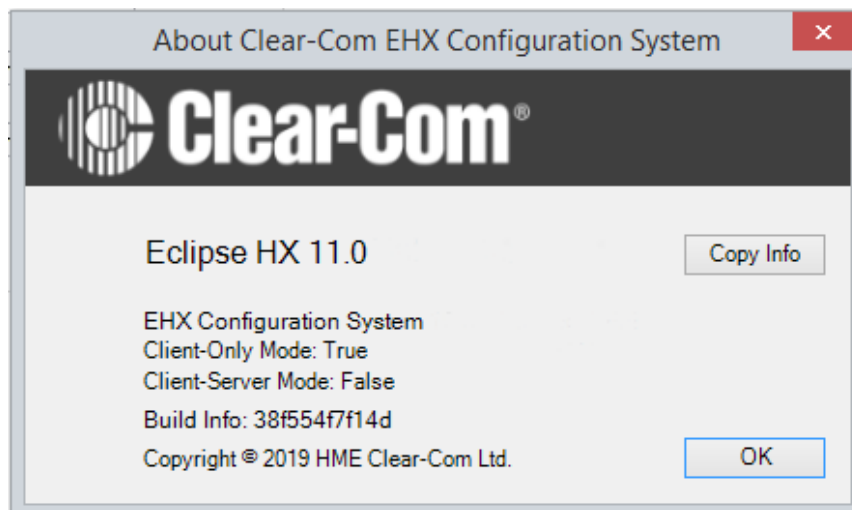 About Clear-Com EHX Configuration System
Clear-Com®
Eclipse HX 11.0
Copy Info
EHX Configuration System
Client-Only Mode: True
Client-Server Mode: False
Build Info: 38f554f7f14d
Copyright © 2019 HME Clear-Com Ltd.
OK